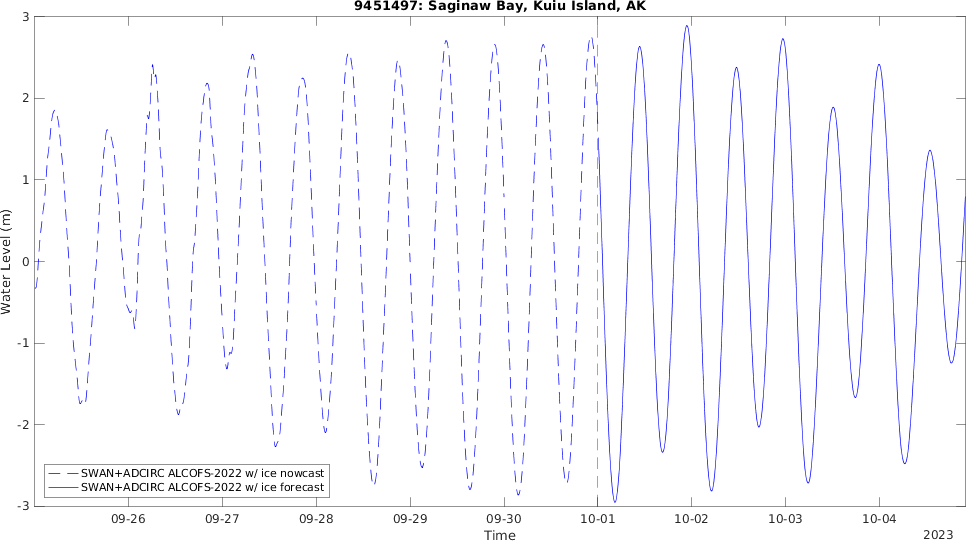 9451497: Saginaw Bay, Kuiu Island, AK
3
2
1
0
-1
-2
-3
Water Level (m)
SWAN+ADCIRC ALCOFS-2022 w/ ice nowcast
SWAN+ADCIRC ALCOFS-2022 w/ ice forecast
09-26 09-27 09-28 09-29 09-30 10-01 10-02 10-03 10-04
Time
2023